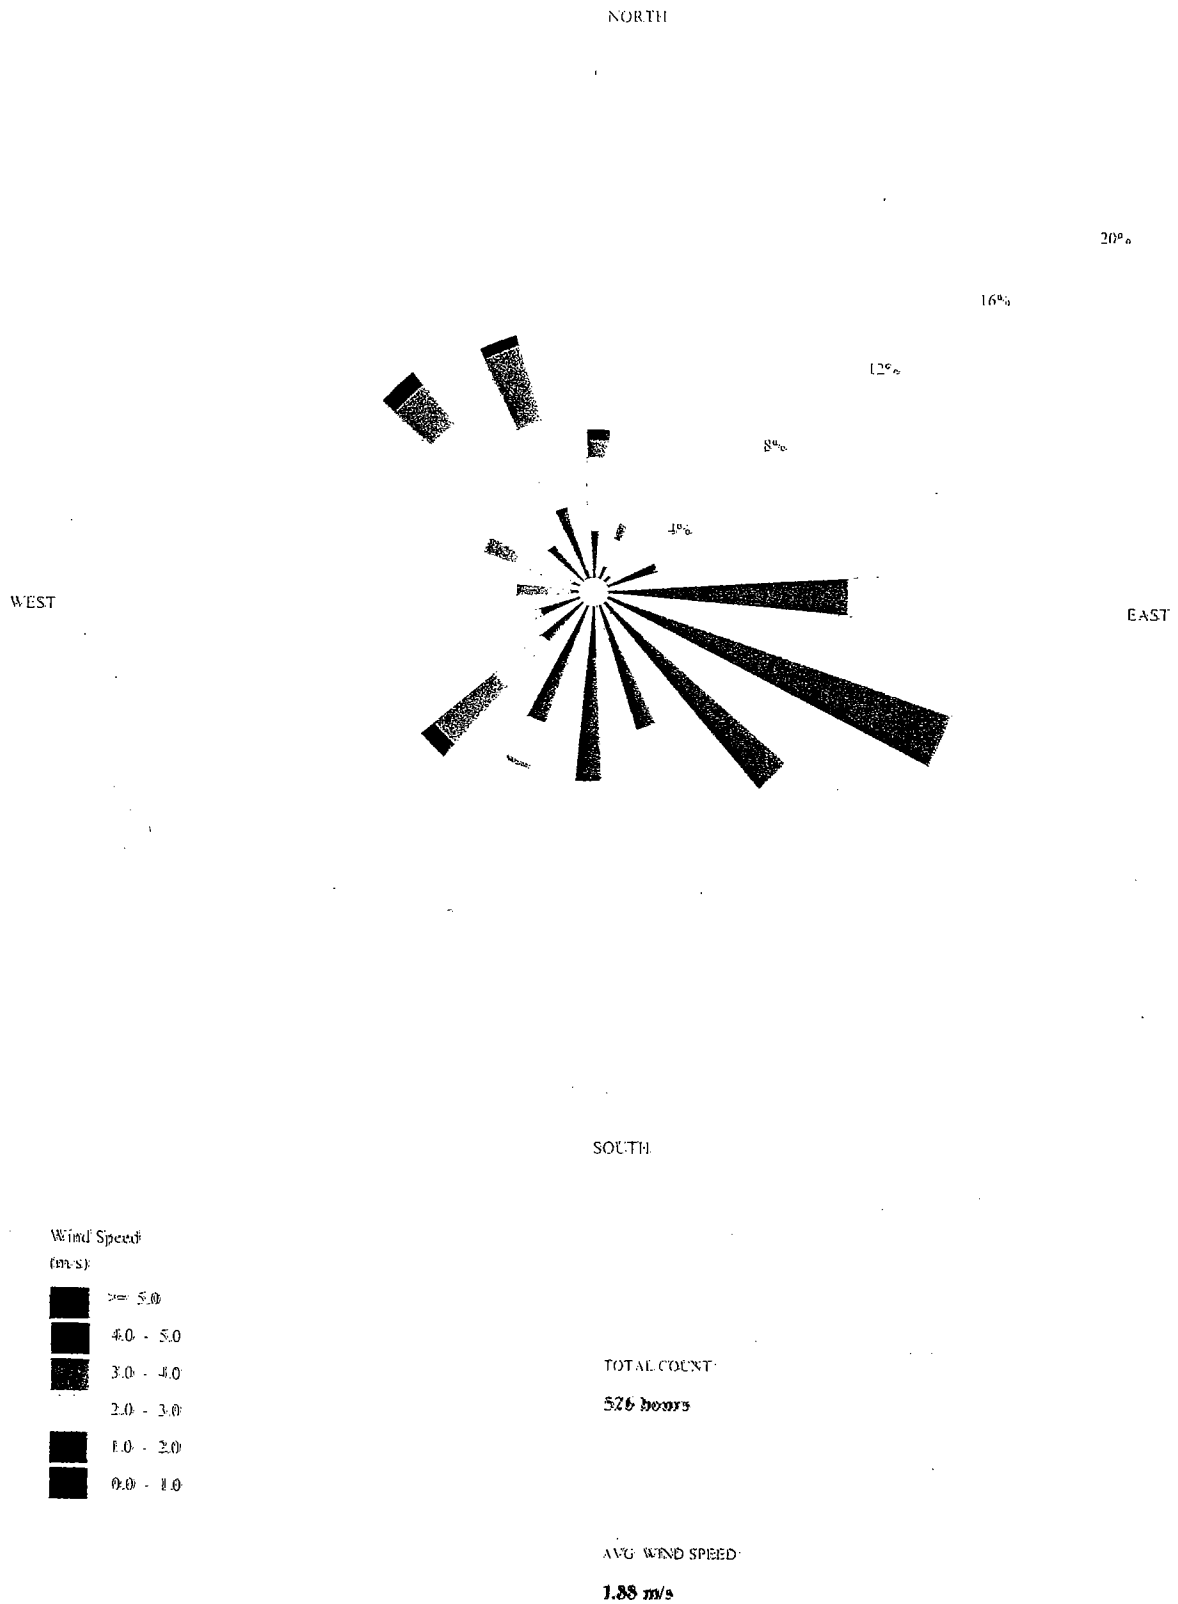 NORTH
20%
16%
12%
8%
4%
WEST
EAST
SOUTH
Wind Speed
(m/s)
>= 5.0
4.0 - 5.0
3.0 - 4.0
2.0 - 3.0
1.0 - 2.0
0.0 - 1.0
TOTAL COUNT:
526 hours
AVG. WIND SPEED:
1.88 m/s